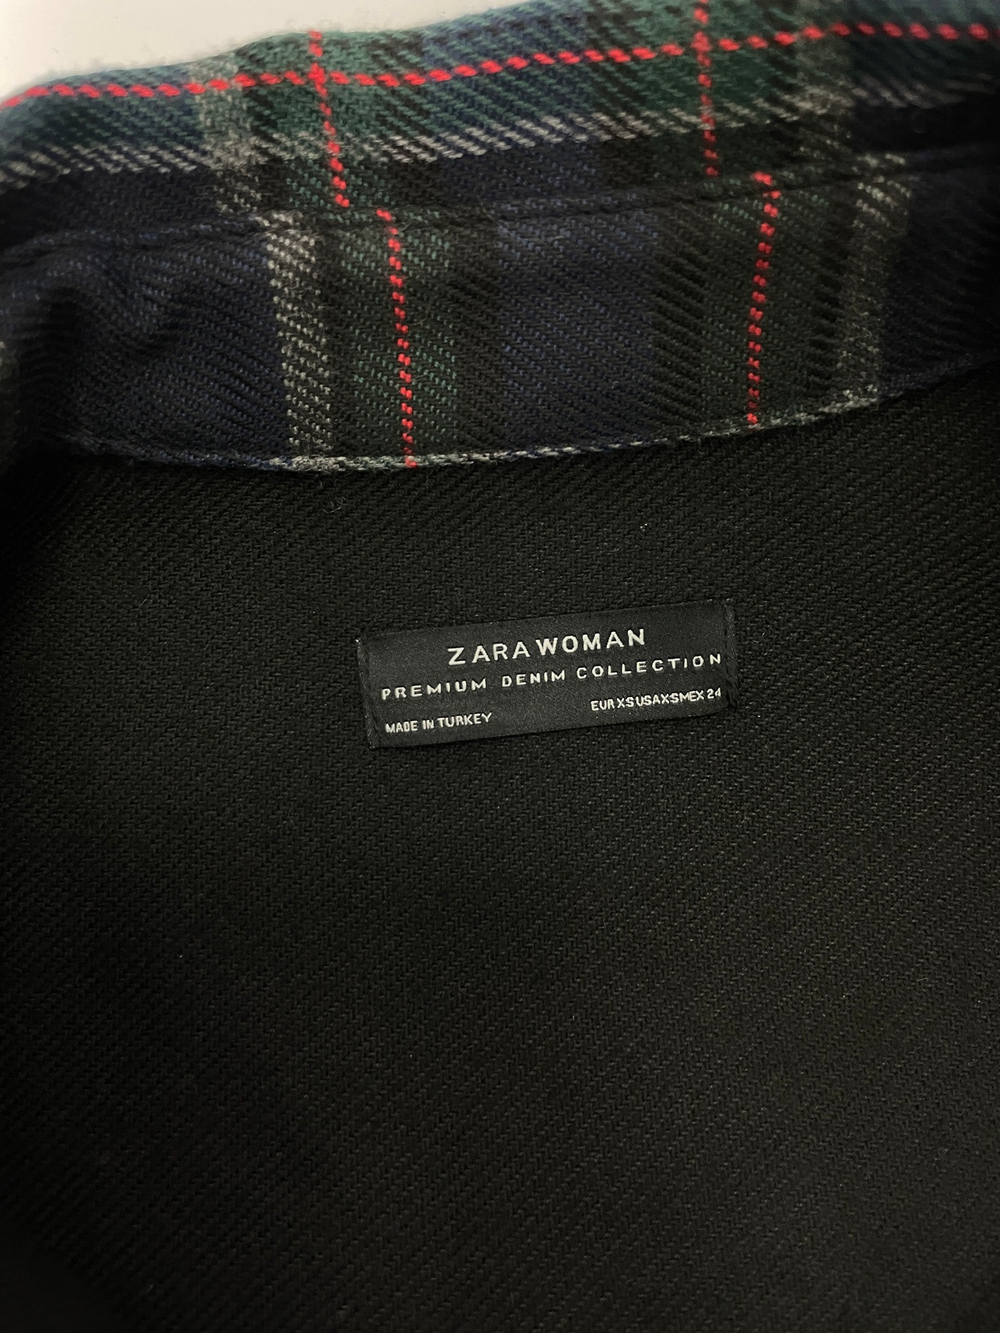 ZARA WOMAN
PREMIUM DENIM COLLECTION
MADE IN TURKEY
EUR XS USA XS MEX 24